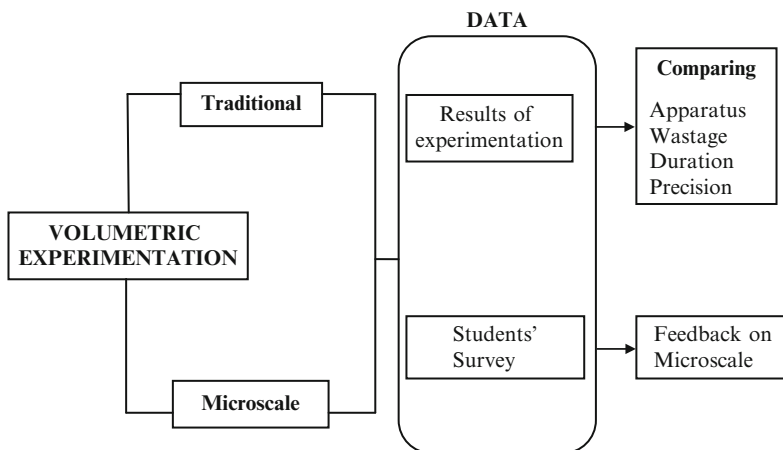 DATA
Traditional
VOLUMETRIC
EXPERIMENTATION
Microscale
Results of
experimentation
Students’
Survey
Comparing
Apparatus
Wastage
Duration
Precision
Feedback on
Microscale